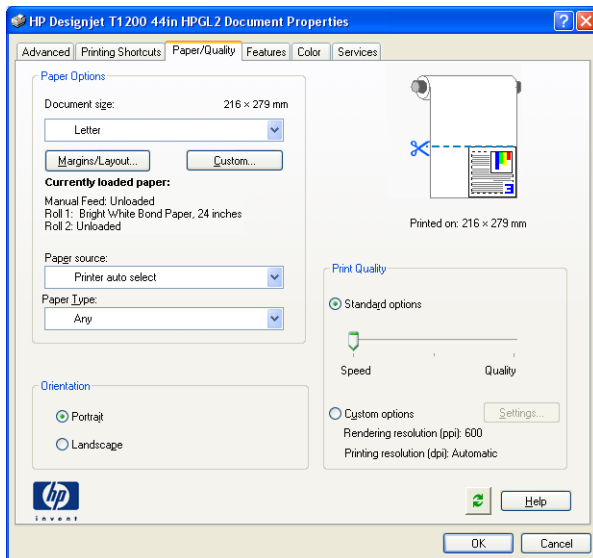 HP Designjet T1200 44in HPGL2 Document Properties
Advanced Printing Shortcuts Paper/Quality Features Color Services
Paper Options
Document size: 216 × 279 mm
Letter
Margins/Layout... Custom...
Currently loaded paper:
Manual Feed: Unloaded
Roll 1: Bright White Bond Paper, 24 inches
Roll 2: Unloaded
Paper source:
Printer auto select
Paper Type:
Any
3
Printed on: 216 × 279 mm
Print Quality
Standard options
Speed Quality
Custom options Settings...
Rendering resolution (ppi): 600
Printing resolution (dpi): Automatic
Orientation
Portrait
Landscape
hp
invent
Help
OK Cancel